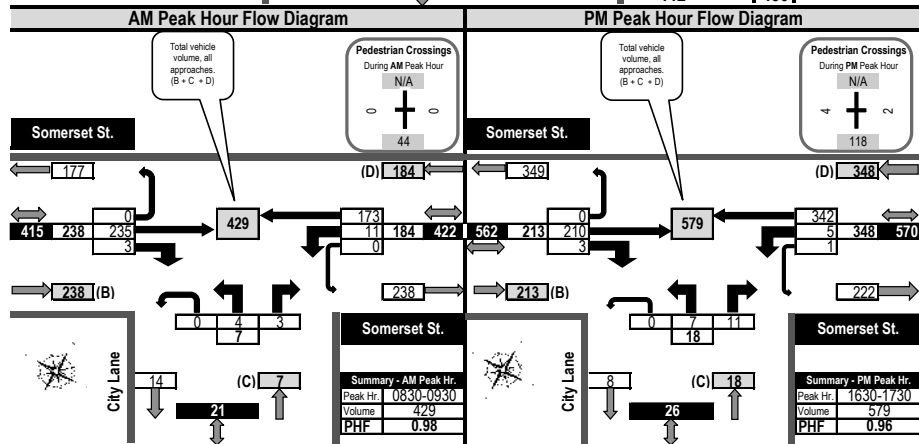 AM Peak Hour Flow Diagram
Total vehicle
volume, all
approaches.
(B + C + D)
Pedestrian Crossings
During AM Peak Hour
N/A
0 0
44
Somerset St.
177
(D) 184
0
429
173
415 238 235
11 184 422
3
0
238 (B)
238
0 4 3
7
Somerset St.
City Lane
14
(C) 7
21
Summary - AM Peak Hr.
Peak Hr. 0830-0930
Volume 429
PHF 0.98
PM Peak Hour Flow Diagram
Total vehicle
volume, all
approaches.
(B + C + D)
Pedestrian Crossings
During PM Peak Hour
N/A
4 2
118
Somerset St.
349
(D) 348
0
579
342
562 213 210
5 348 570
3
1
213 (B)
222
0 7 11
18
Somerset St.
City Lane
8
(C) 18
26
Summary - PM Peak Hr.
Peak Hr. 1630-1730
Volume 579
PHF 0.96